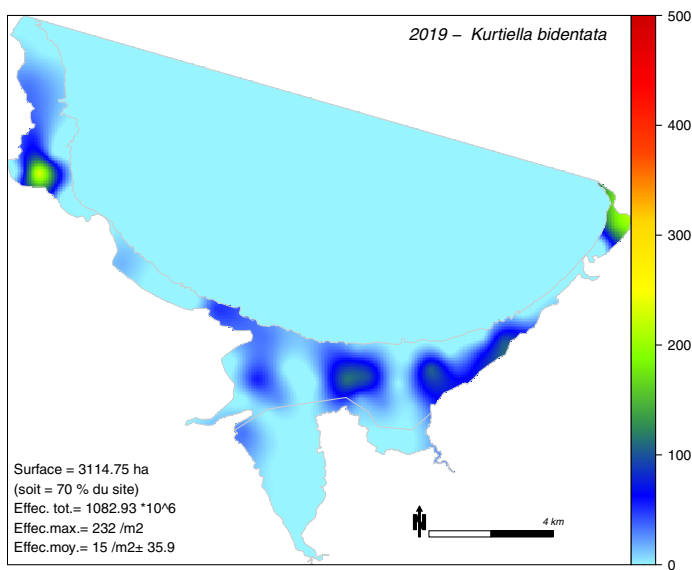 2019 – Kurtiella bidentata
500
400
300
200
100
0
Surface = 3114.75 ha
(soit = 70 % du site)
Effec. tot.= 1082.93 *10^6
Effec.max.= 232 /m2
Effec.moy.= 15 /m2± 35.9
N
4 km